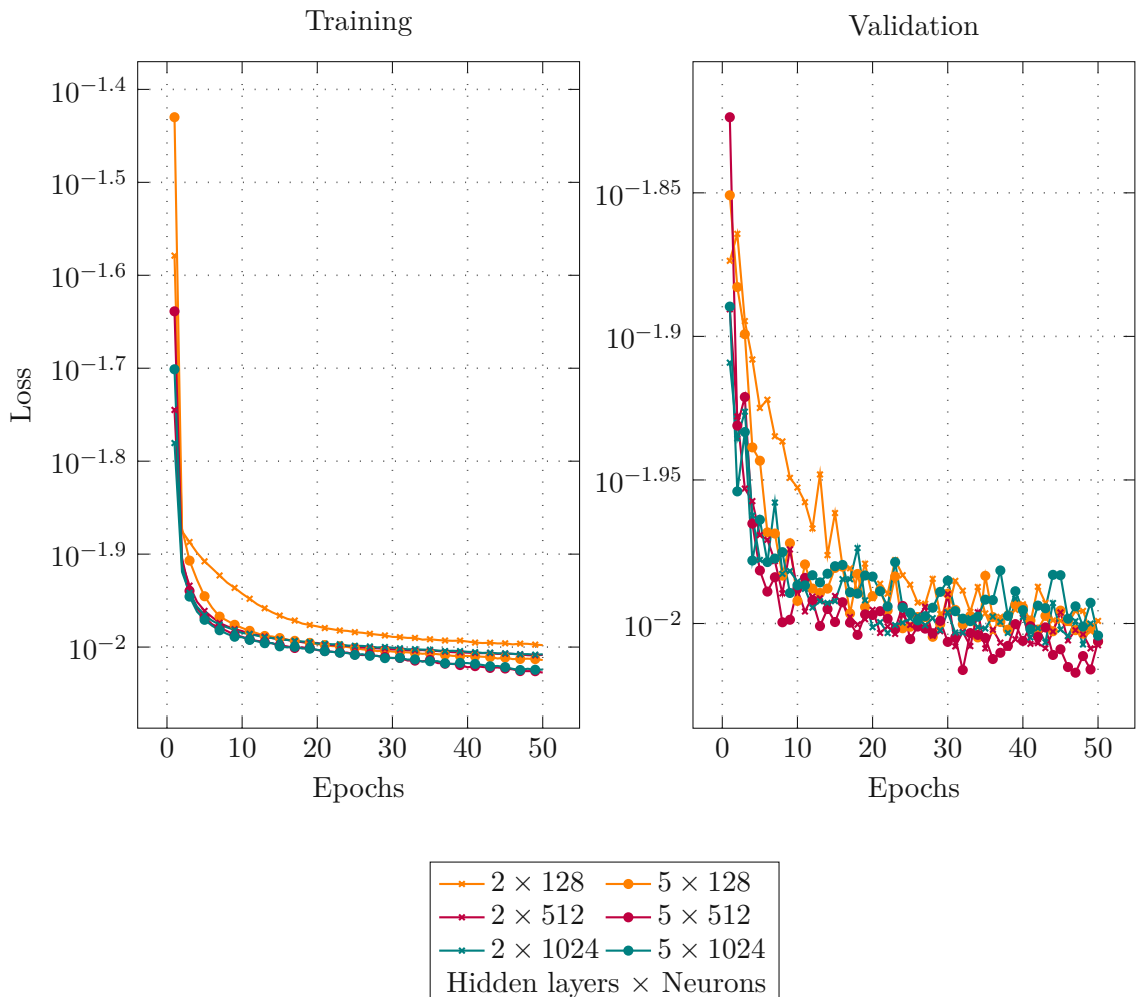 Training
Validation
Loss
10^−1.4
10^−1.5
10^−1.6
10^−1.7
10^−1.8
10^−1.9
10^−2
0 10 20 30 40 50
Epochs
10^−1.85
10^−1.9
10^−1.95
10^−2
0 10 20 30 40 50
Epochs
2 × 128 5 × 128
2 × 512 5 × 512
2 × 1024 5 × 1024
Hidden layers × Neurons